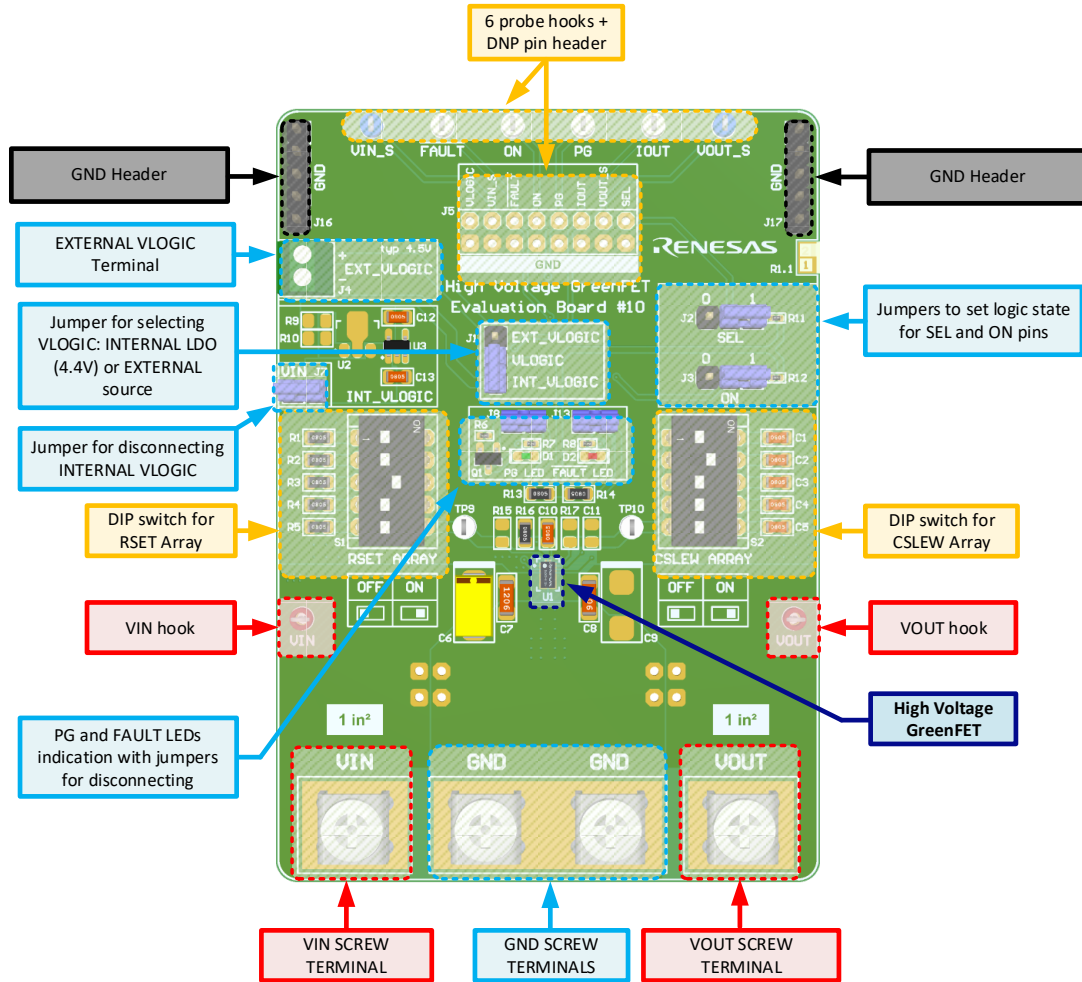 6 probe hooks +
DNP pin header
VIN_S
FAULT
ON
PG
IOUT
VOUT_S
GND
GND
GND Header
GND Header
J16
J17
J5
VLOGIC
VIN_S
FAULT
ON
PG
IOUT
VOUT_S
SEL
GND
RENESAS
R1.1
1
EXTERNAL VLOGIC
Terminal
+
typ 4.5V
EXT_VLOGIC
-
J4
High Voltage GreenFET
Evaluation Board #10
Jumper for selecting
VLOGIC: INTERNAL LDO
(4.4V) or EXTERNAL
source
R9
R10
U2
C12
U3
C13
VIN
J7
INT_VLOGIC
EXT_VLOGIC
VLOGIC
INT_VLOGIC
0
1
J2
R11
SEL
0
1
J3
R12
ON
Jumpers to set logic state
for SEL and ON pins
Jumper for disconnecting
INTERNAL VLOGIC
J8
J13
R6
R7
R8
Q1
D1
D2
PG LED
FAULT LED
R1
R2
R3
R4
R5
ON
1
S1
RSET ARRAY
DIP switch for
RSET Array
ON
1
C1
C2
C3
C4
C5
S2
CSLEW ARRAY
DIP switch for
CSLEW Array
R13
R14
TP9
R15
R16
C10
R17
C11
TP10
OFF
ON
OFF
ON
U1
1206
C6
C7
C8
C9
VIN hook
VIN
VOUT
VOUT hook
High Voltage
GreenFET
PG and FAULT LEDs
indication with jumpers
for disconnecting
1 in²
1 in²
VIN
GND
GND
VOUT
VIN SCREW
TERMINAL
GND SCREW
TERMINALS
VOUT SCREW
TERMINAL